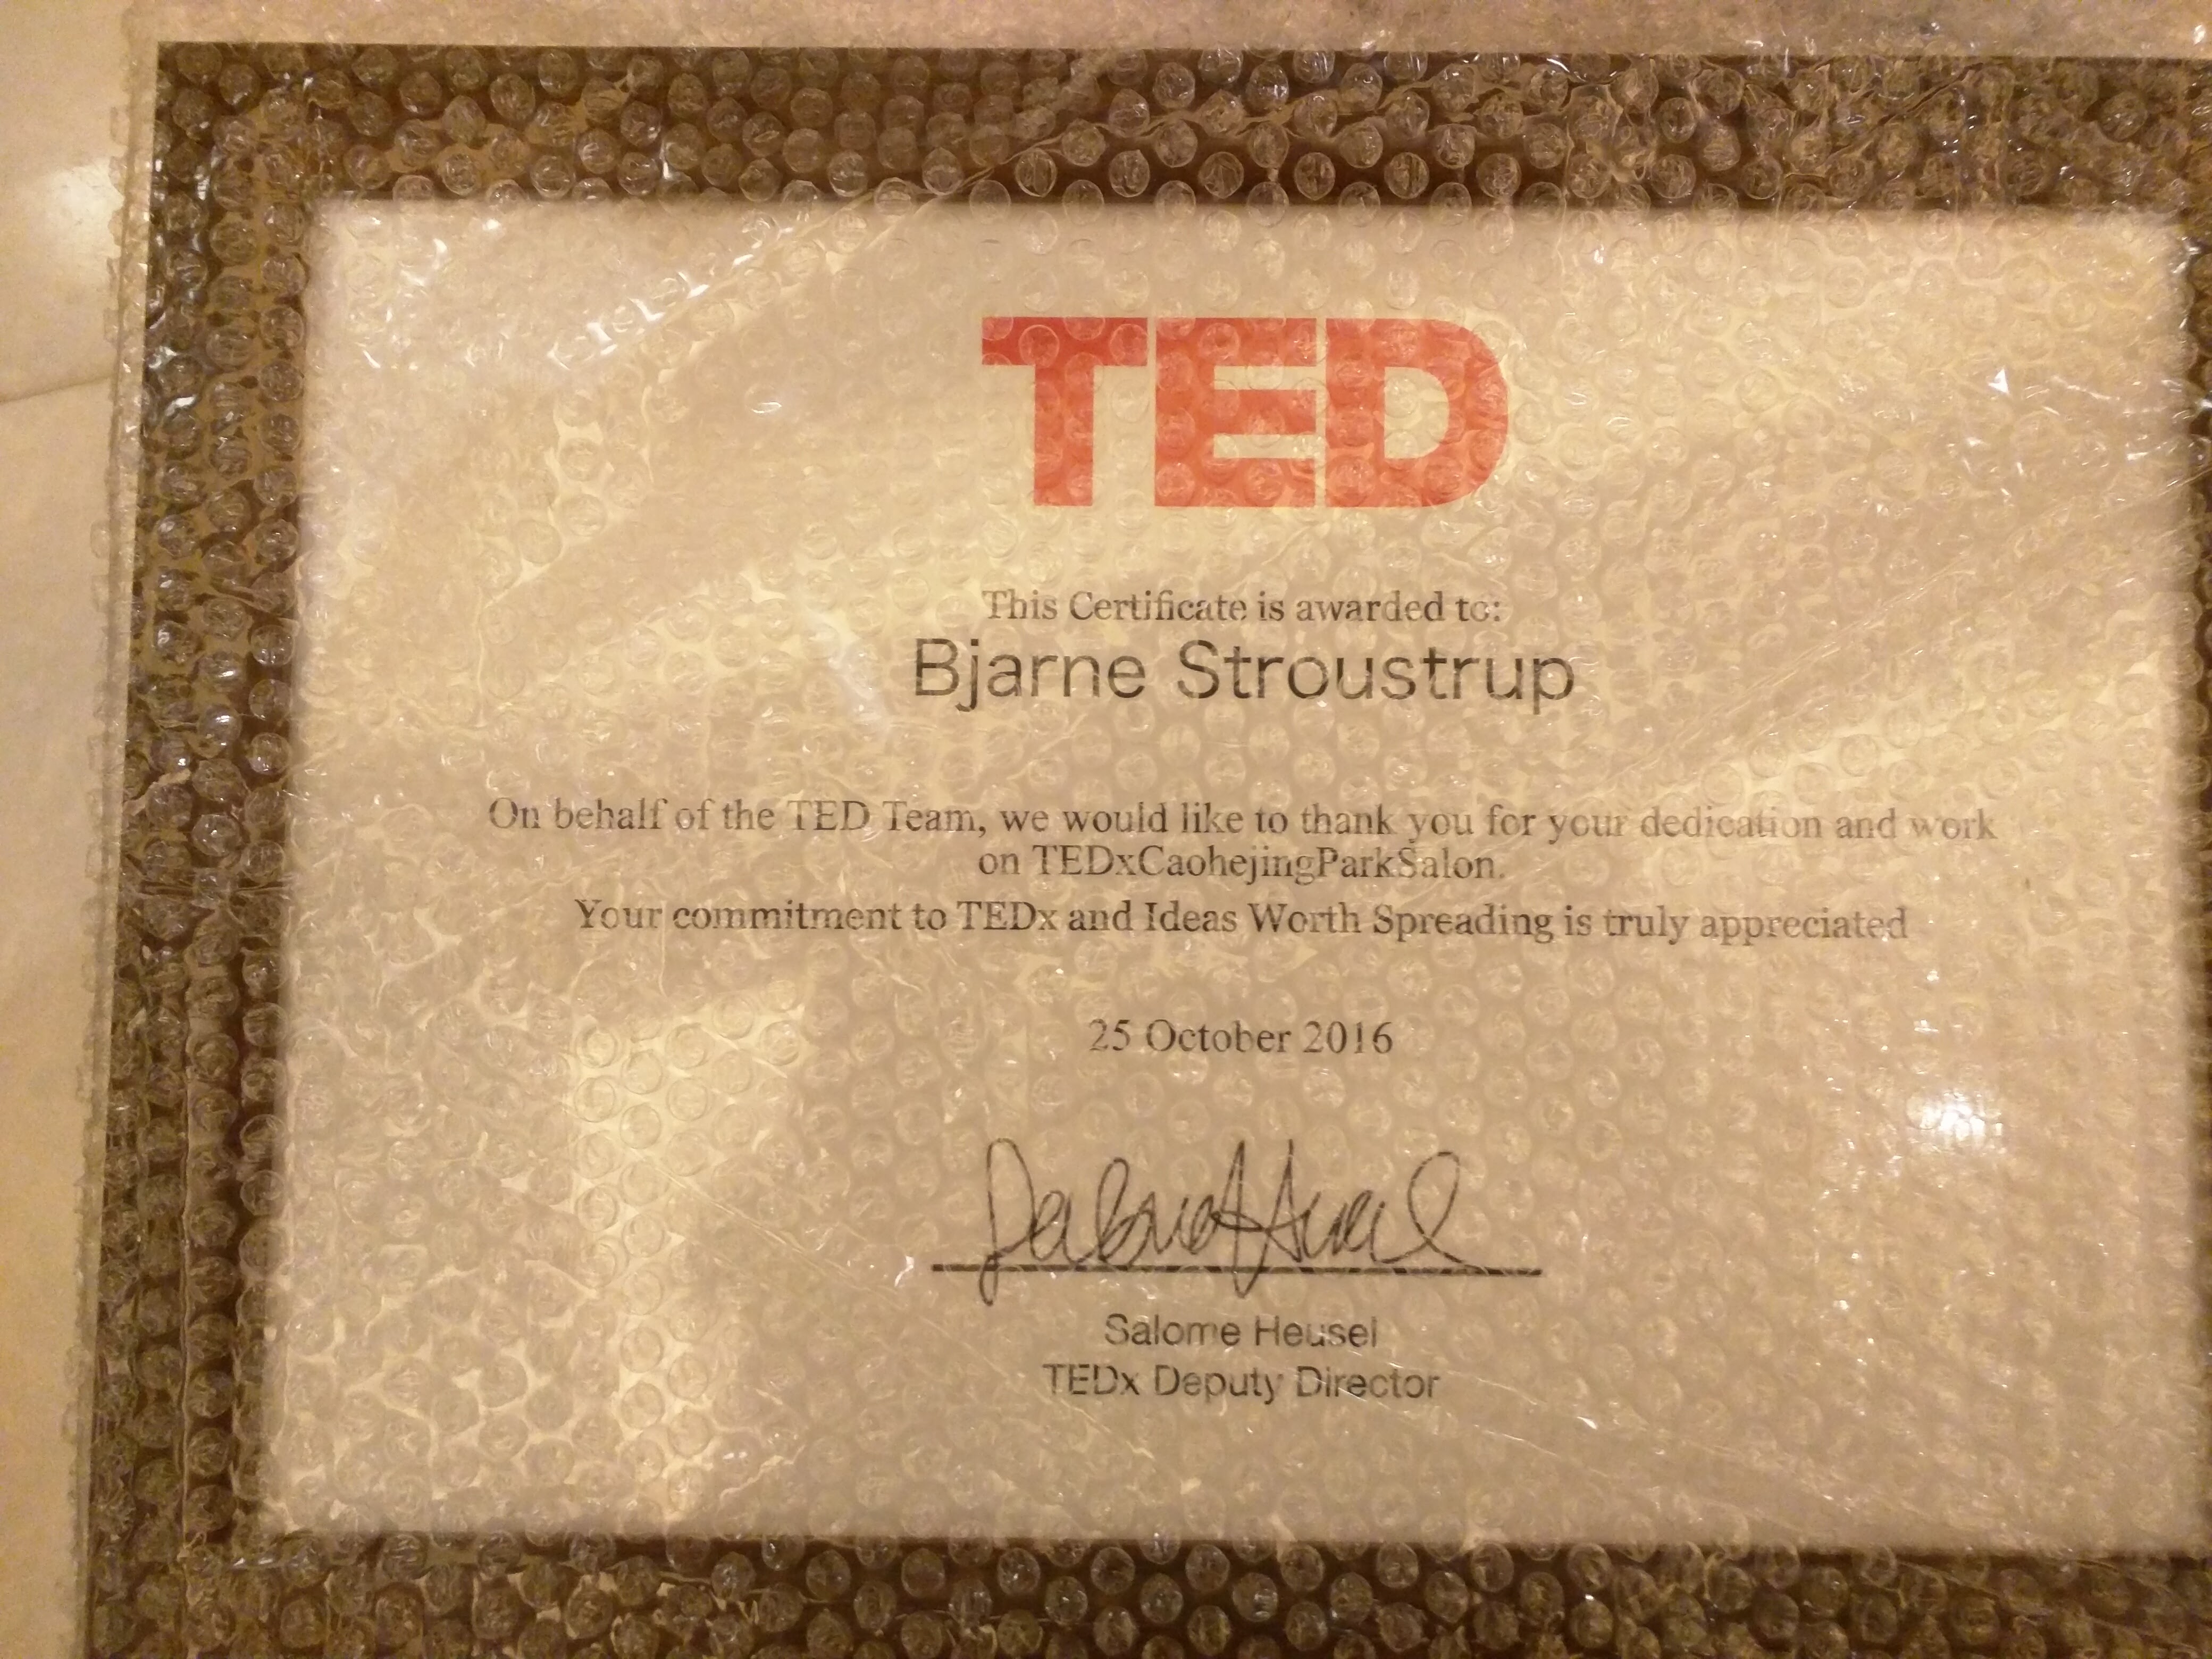 TED
This Certificate is awarded to:
Bjarne Stroustrup
On behalf of the TED Team, we would like to thank you for your dedication and work
on TEDxCaohejingParkSalon.
Your commitment to TEDx and Ideas Worth Spreading is truly appreciated
25 October 2016
Salome Heusel
TEDx Deputy Director